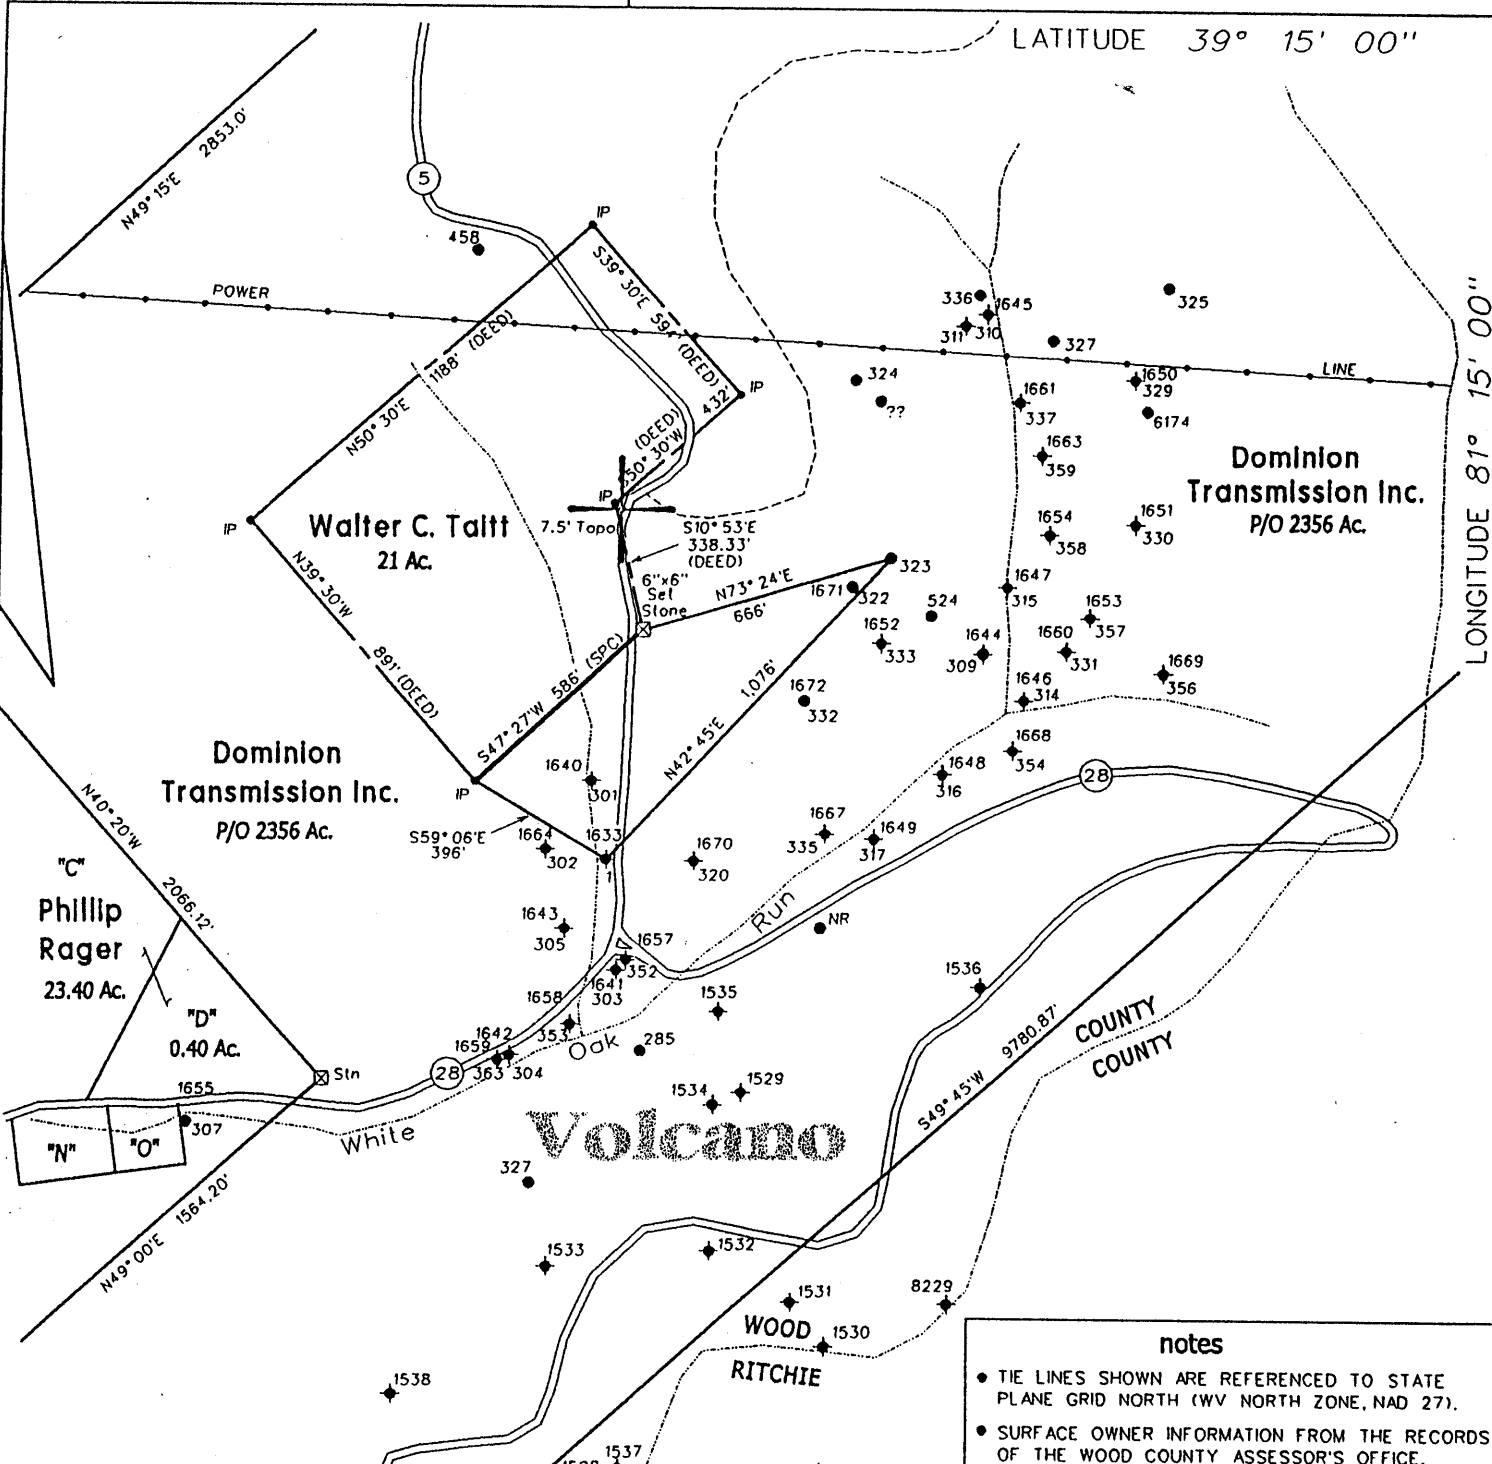 LATITUDE 39° 15' 00"
N49° 15'E 2853.0'
5
IP
458
S39° 30'E 594' (DEED)
POWER
336
1645
325
311
310
327
LINE
LONGITUDE 81° 15' 00"
1188' (DEED)
IP
324
??
1650
329
1661
337
6174
N50° 30'E
(DEED) 432'
S50° 30'W
1663
359
Dominion
Transmission Inc.
P/O 2356 Ac.
IP
IP
Walter C. Taitt
21 Ac.
7.5' Topo
S10° 53'E
338.33'
(DEED)
1654
358
1651
330
N39° 30'W
891' (DEED)
6"x6"
Set
Stone
N73° 24'E
666'
323
1671
322
524
1647
315
1653
357
1652
333
1644
309
1660
331
1669
356
1646
314
S47° 27'W 586' (SPC)
1,076'
N42° 45'E
1672
332
Dominion
Transmission Inc.
P/O 2356 Ac.
1668
354
1640
301
IP
1648
316
28
N40° 20'W
2066.12'
S59° 06'E
396'
1664
302
1633
1
1667
335
1649
317
1670
320
"C"
Phillip
Rager
23.40 Ac.
Run
NR
1643
305
1657
352
1641
303
1536
"D"
0.40 Ac.
1658
353
1535
9780.87'
COUNTY
COUNTY
1642
1659
363
304
Oak
285
Stn
28
1655
307
1534
1529
S49° 45'W
White
Volcano
"N"
"O"
327
N49° 00'E 1564.20'
1533
1532
1531
8229
WOOD
1530
RITCHIE
1538
1537
notes
● TIE LINES SHOWN ARE REFERENCED TO STATE
PLANE GRID NORTH (WV NORTH ZONE, NAD 27).
● SURFACE OWNER INFORMATION FROM THE RECORDS
OF THE WOOD COUNTY ASSESSOR'S OFFICE.